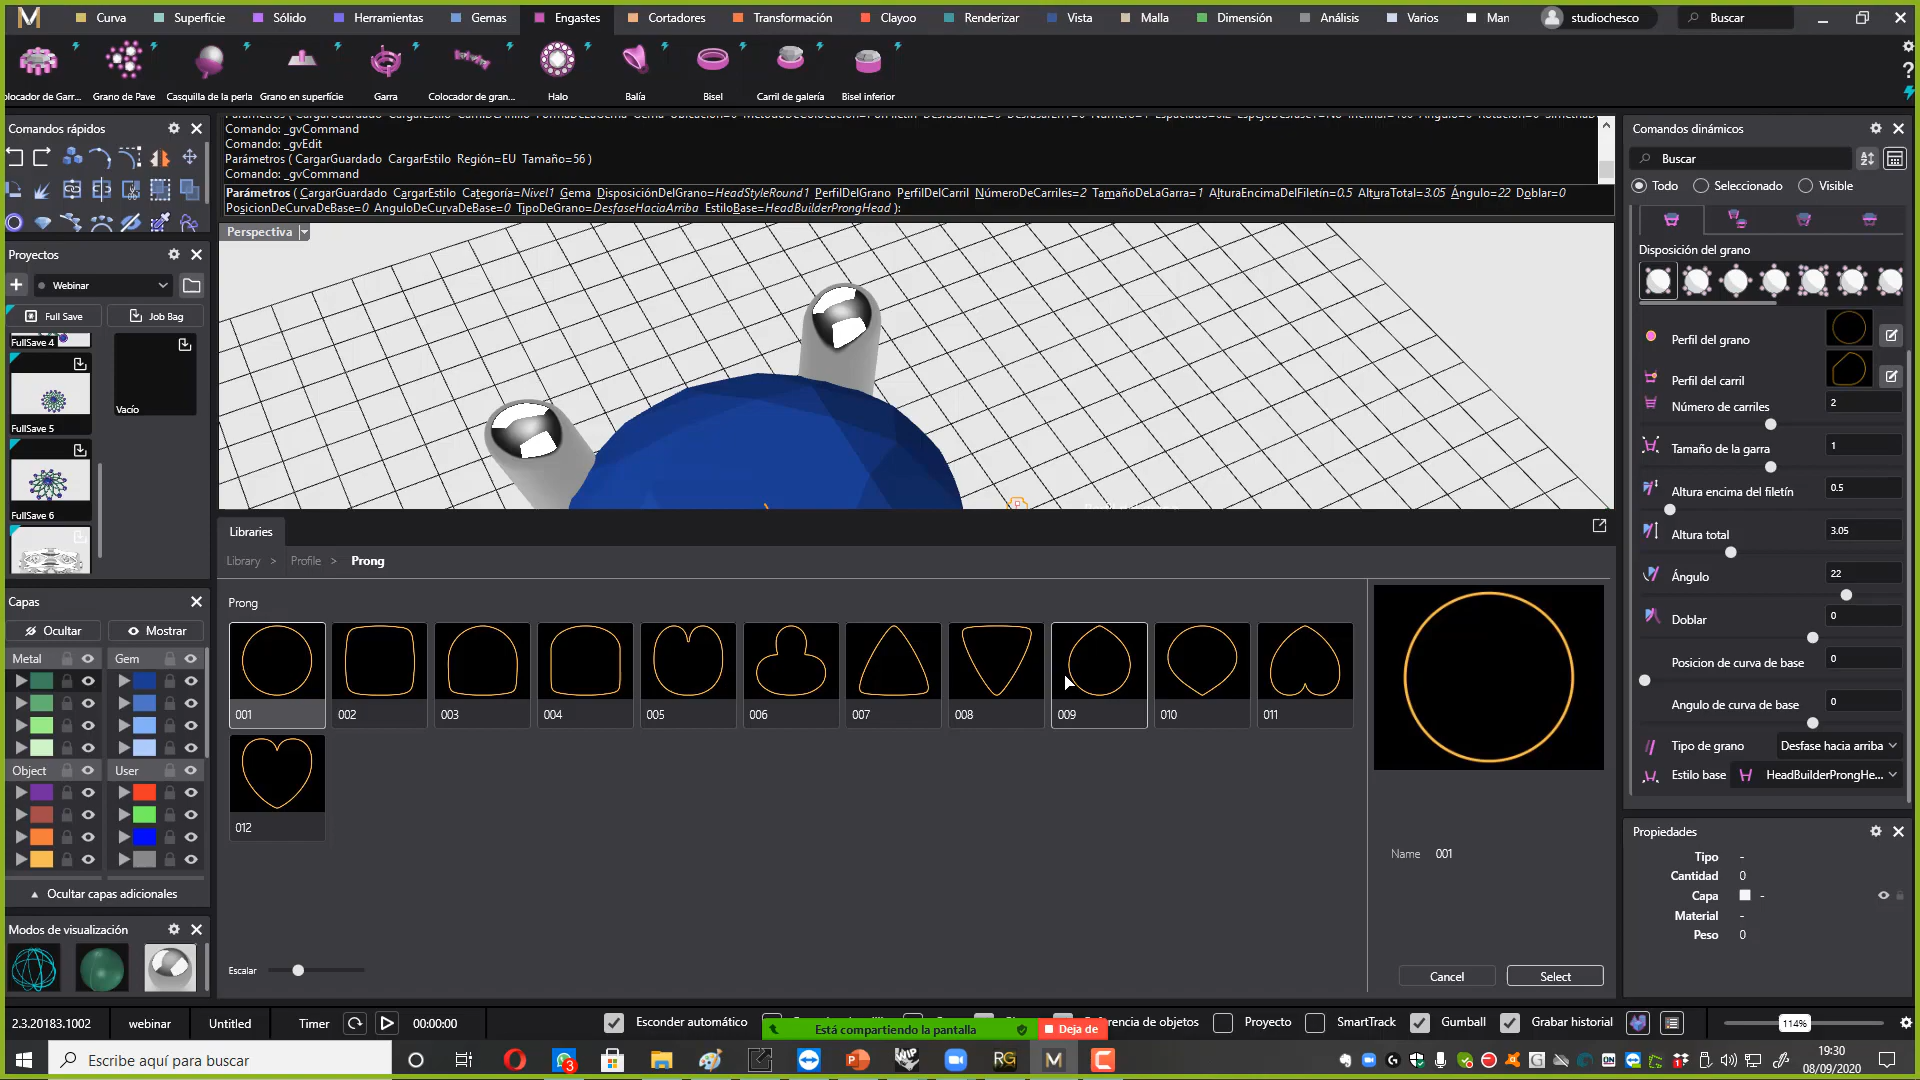 Curva Superficie Sólido Herramientas Gemas Engastes Cortadores Transformación Clayoo Renderizar Vista Malla Dimensión Análisis Varios Man studiochesco Buscar
olocador de Garr... Grano de Pave Casquilla de la perla Grano en superfície Garra Colocador de gran... Halo Balía Bisel Carril de galería Bisel inferior
Comandos rápidos
Comando: _gvCommand
Comando: _gvEdit
Parámetros ( CargarGuardado CargarEstilo Región=EU Tamaño=56 )
Comando: _gvCommand
Parámetros ( CargarGuardado CargarEstilo Categoría=Nivel1 Gema DisposiciónDelGrano=HeadStyleRound1 PerfilDelGrano PerfilDelCarril NúmeroDeCarriles=2 TamañoDeLaGarra=1 AlturaEncimaDelFiletín=0.5 AlturaTotal=3.05 Ángulo=22 Doblar=0
PosicionDeCurvaDeBase=0 AnguloDeCurvaDeBase=0 TipoDeGrano=DesfaseHaciaArriba EstiloBase=HeadBuilderProngHead ):
Perspectiva
Proyectos
Webinar
Full Save Job Bag
FullSave 4
Vacío
FullSave 5
FullSave 6
Capas
Ocultar Mostrar
Metal Gem
Object User
Ocultar capas adicionales
Modos de visualización
Libraries
Library > Profile > Prong
Prong
001 002 003 004 005 006 007 008 009 010 011
012
Name 001
Escalar
Cancel Select
Comandos dinámicos
Buscar
Todo Seleccionado Visible
Disposición del grano
Perfil del grano
Perfil del carril
Número de carriles 2
Tamaño de la garra 1
Altura encima del filetín 0.5
Altura total 3.05
Ángulo 22
Doblar 0
Posicion de curva de base 0
Angulo de curva de base 0
Tipo de grano Desfase hacia arriba
Estilo base HeadBuilderProngHe...
Propiedades
Tipo -
Cantidad 0
Capa -
Material -
Peso 0
2.3.20183.1002 webinar Untitled Timer 00:00:00 Esconder automático Está compartiendo la pantalla Deja de erencia de objetos Proyecto SmartTrack Gumball Grabar historial 114%
Escribe aquí para buscar
3
19:30
08/09/2020